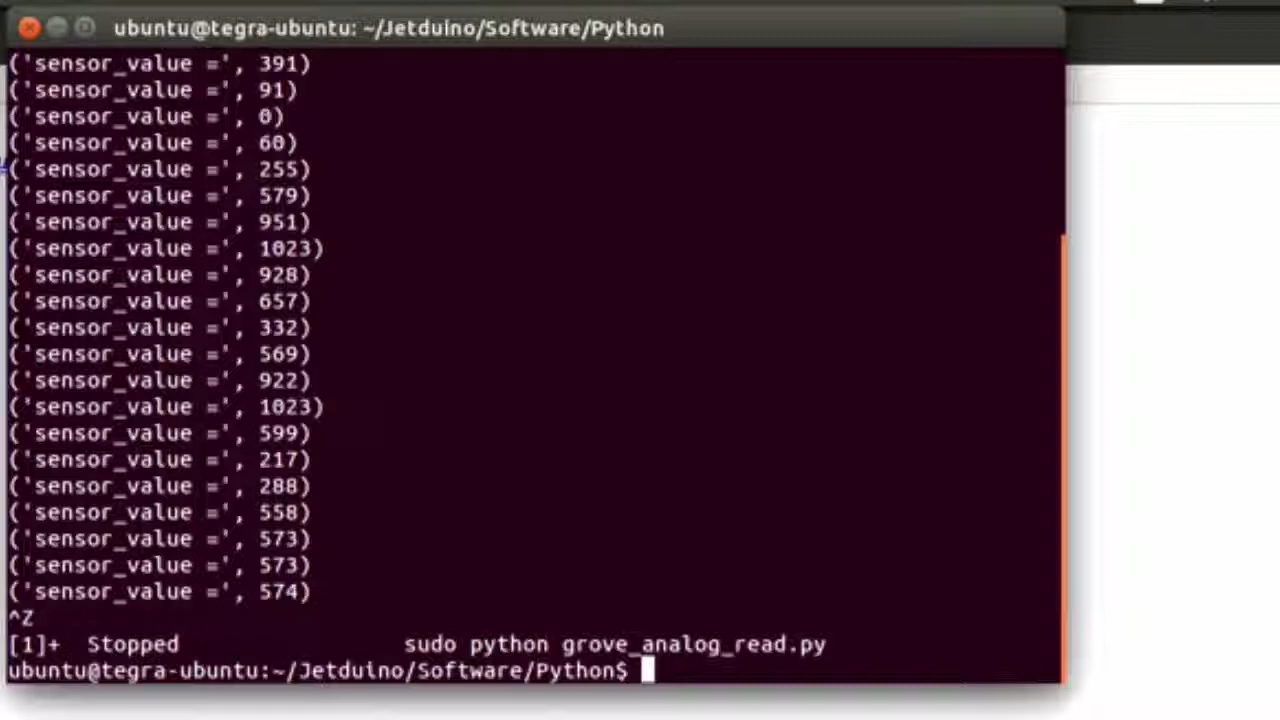 ubuntu@tegra-ubuntu: ~/Jetduino/Software/Python
('sensor_value =', 391)
('sensor_value =', 91)
('sensor_value =', 0)
('sensor_value =', 60)
('sensor_value =', 255)
('sensor_value =', 579)
('sensor_value =', 951)
('sensor_value =', 1023)
('sensor_value =', 928)
('sensor_value =', 657)
('sensor_value =', 332)
('sensor_value =', 569)
('sensor_value =', 922)
('sensor_value =', 1023)
('sensor_value =', 599)
('sensor_value =', 217)
('sensor_value =', 288)
('sensor_value =', 558)
('sensor_value =', 573)
('sensor_value =', 573)
('sensor_value =', 574)
^Z
[1]+  Stopped                 sudo python grove_analog_read.py
ubuntu@tegra-ubuntu:~/Jetduino/Software/Python$